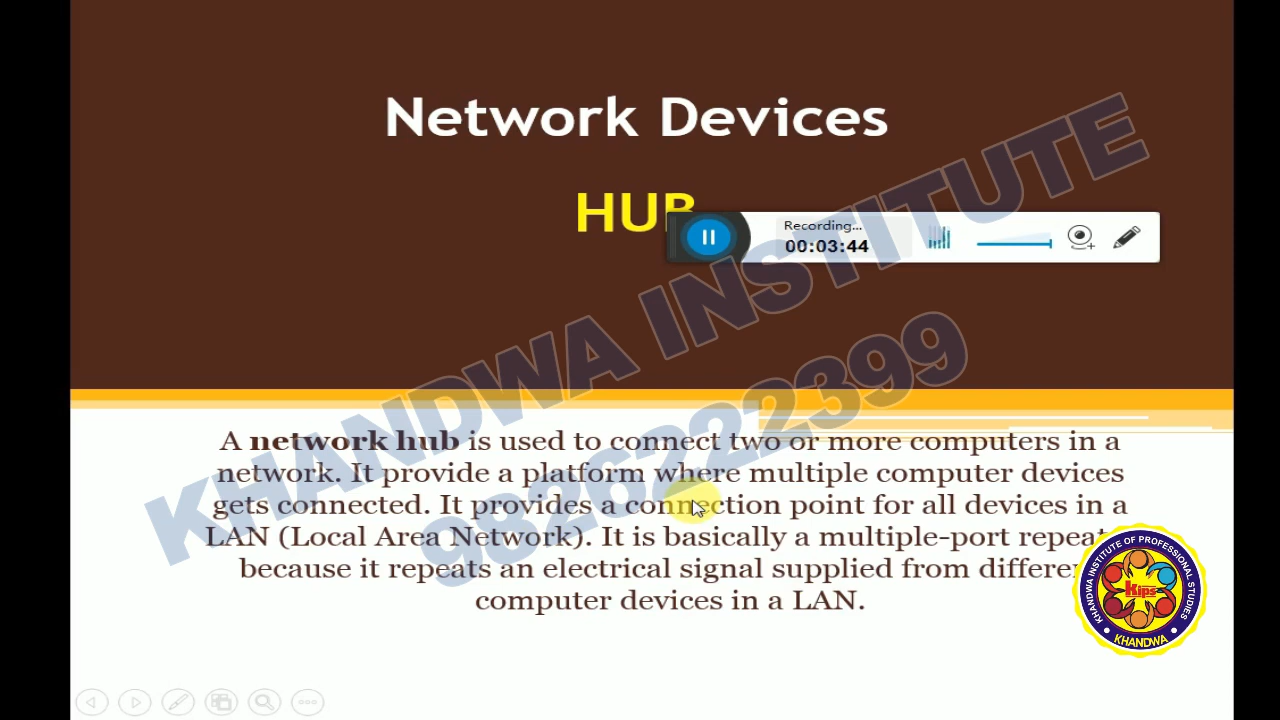 Network Devices
HUB
Recording...
00:03:44
KHANDWA INSTITUTE
9826222399
A network hub is used to connect two or more computers in a
network. It provide a platform where multiple computer devices
gets connected. It provides a connection point for all devices in a
LAN (Local Area Network). It is basically a multiple-port
because it repeats an electrical signal supplied from
computer devices in a LAN.
KHANDWA INSTITUTE OF PROFESSIONAL STUDIES
Kips
KHANDWA